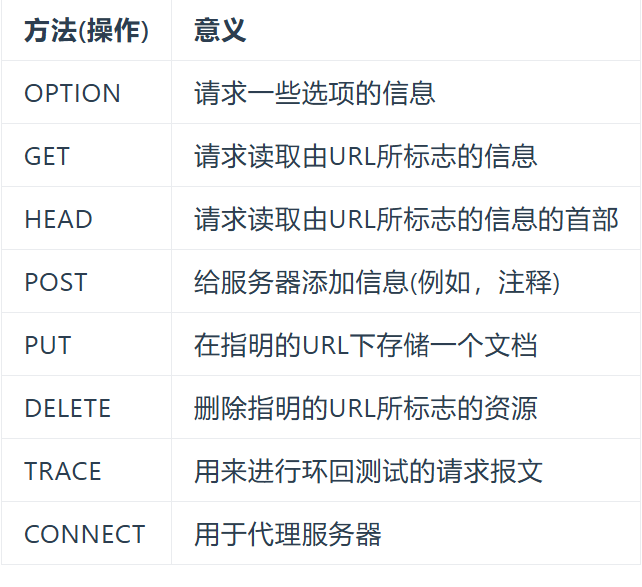 方法(操作) 意义
OPTION 请求一些选项的信息
GET 请求读取由URL所标志的信息
HEAD 请求读取由URL所标志的信息的首部
POST 给服务器添加信息(例如，注释)
PUT 在指明的URL下存储一个文档
DELETE 删除指明的URL所标志的资源
TRACE 用来进行环回测试的请求报文
CONNECT 用于代理服务器